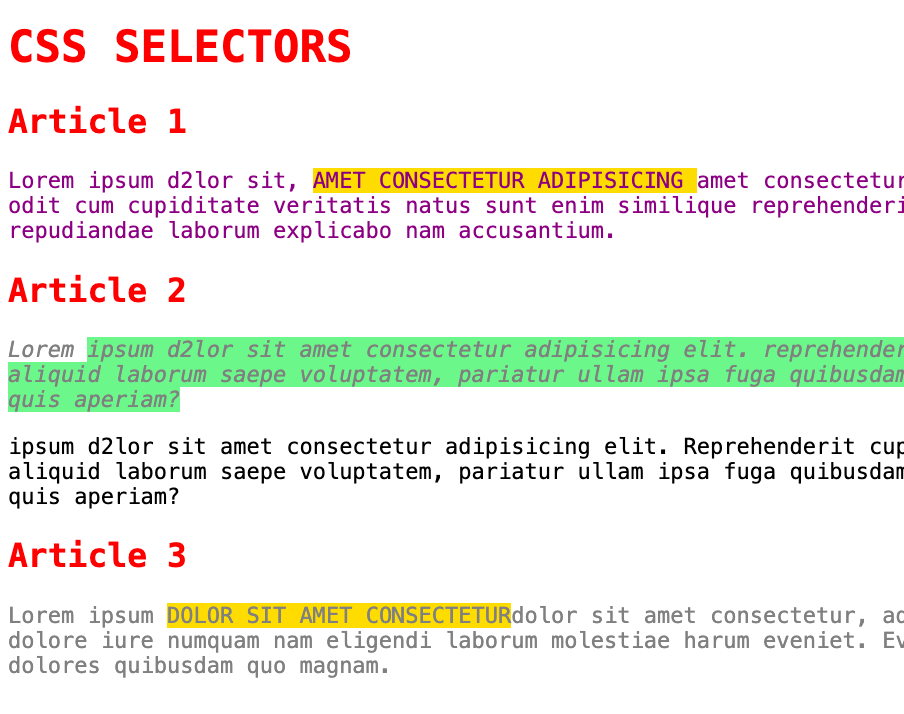 CSS SELECTORS
Article 1
Lorem ipsum d2lor sit, AMET CONSECTETUR ADIPISICING amet consectetur
odit cum cupiditate veritatis natus sunt enim similique reprehenderi
repudiandae laborum explicabo nam accusantium.
Article 2
Lorem ipsum d2lor sit amet consectetur adipisicing elit. reprehender
aliquid laborum saepe voluptatem, pariatur ullam ipsa fuga quibusdam
quis aperiam?
ipsum d2lor sit amet consectetur adipisicing elit. Reprehenderit cup
aliquid laborum saepe voluptatem, pariatur ullam ipsa fuga quibusdam
quis aperiam?
Article 3
Lorem ipsum DOLOR SIT AMET CONSECTETURdolor sit amet consectetur, ad
dolore iure numquam nam eligendi laborum molestiae harum eveniet. Ev
dolores quibusdam quo magnam.